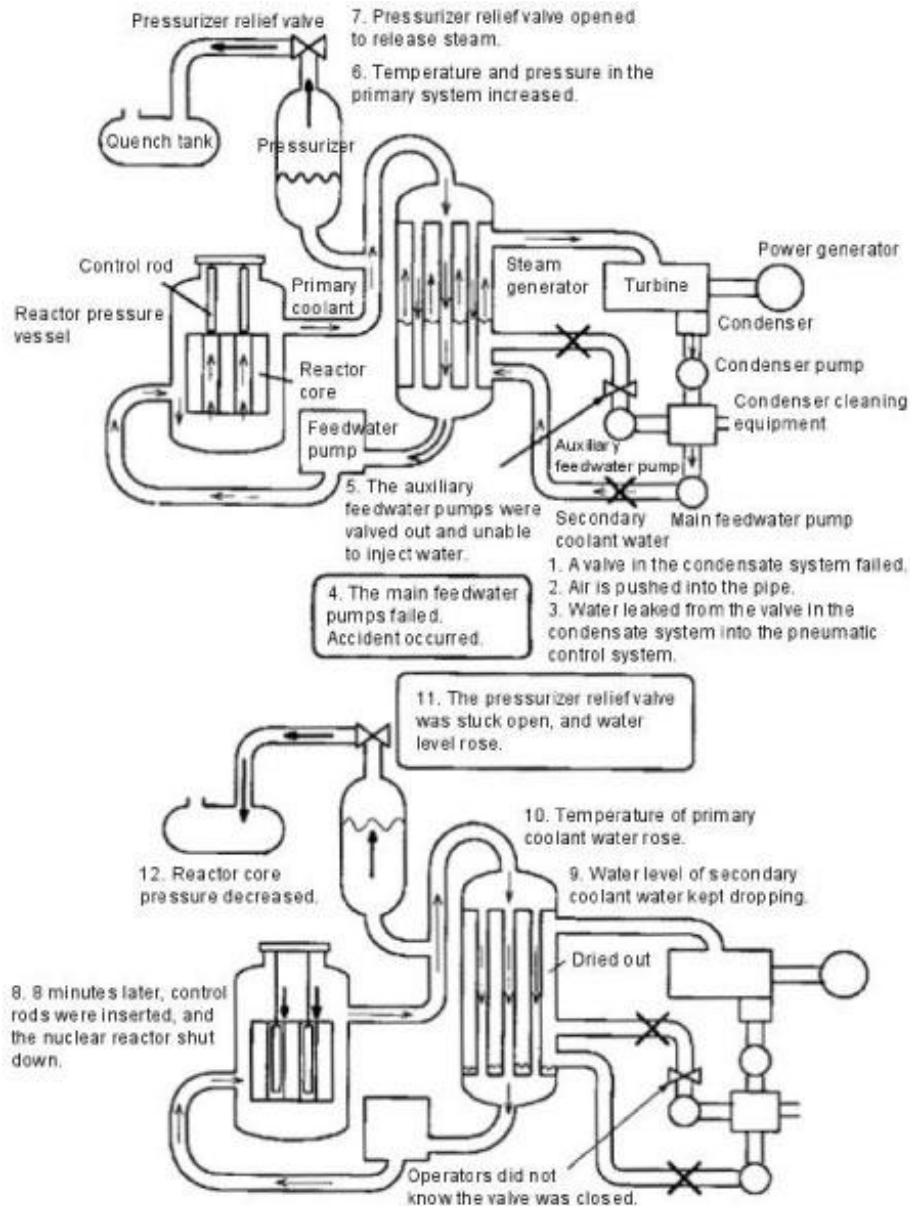 Pressurizer relief valve
7. Pressurizer relief valve opened
to release steam.
6. Temperature and pressure in the
primary system increased.
Quench tank
Pressurizer
Control rod
Reactor pressure
vessel
Primary
coolant
Reactor
core
Feedwater
pump
Steam
generator
Turbine
Power generator
Condenser
Condenser pump
Condenser cleaning
equipment
Auxiliary
feedwater pump
5. The auxiliary
feedwater pumps were
valved out and unable
to inject water.
Secondary
coolant water
Main feedwater pump
1. A valve in the condensate system failed.
2. Air is pushed into the pipe.
3. Water leaked from the valve in the
condensate system into the pneumatic
control system.
4. The main feedwater
pumps failed.
Accident occurred.
11. The pressurizer relief valve
was stuck open, and water
level rose.
10. Temperature of primary
coolant water rose.
9. Water level of secondary
coolant water kept dropping.
12. Reactor core
pressure decreased.
Dried out
8. 8 minutes later, control
rods were inserted, and
the nuclear reactor shut
down.
Operators did not
know the valve was closed.